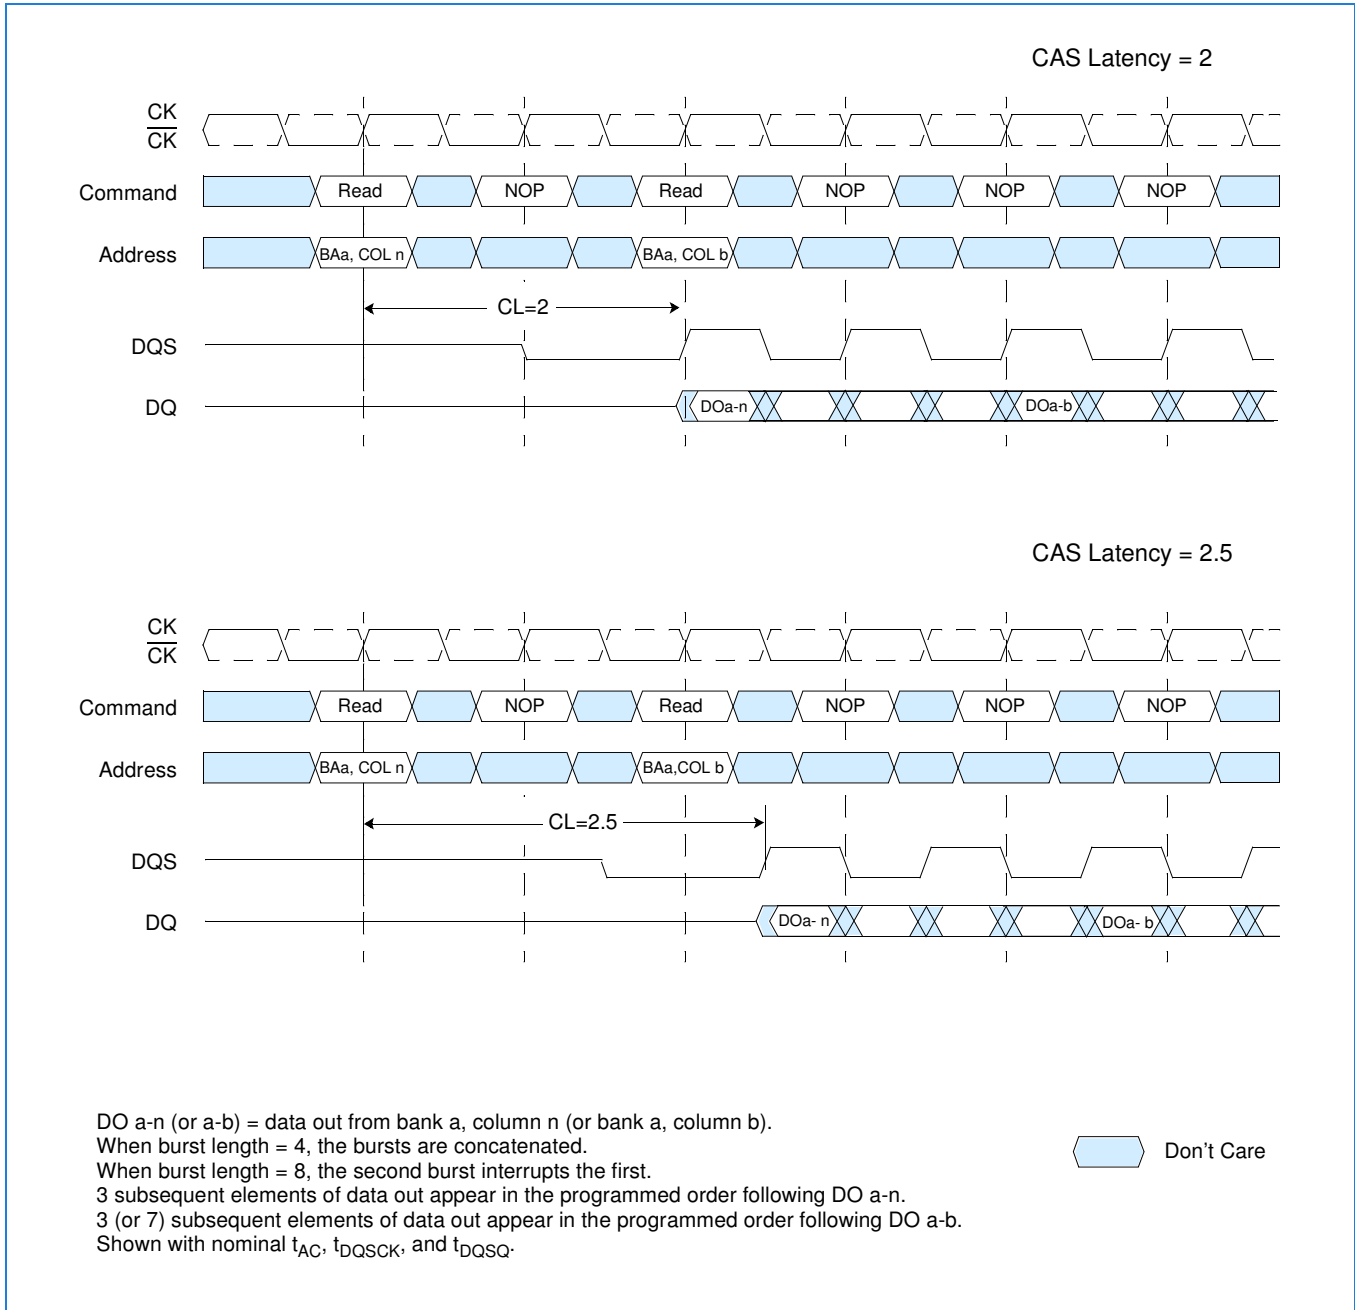 CAS Latency = 2
CK
CK
Command Read NOP Read NOP NOP NOP
Address BAa, COL n BAa, COL b
CL=2
DQS
DQ DOa-n DOa-b
CAS Latency = 2.5
CK
CK
Command Read NOP Read NOP NOP NOP
Address BAa, COL n BAa,COL b
CL=2.5
DQS
DQ DOa- n DOa- b
DO a-n (or a-b) = data out from bank a, column n (or bank a, column b).
When burst length = 4, the bursts are concatenated.
When burst length = 8, the second burst interrupts the first.
3 subsequent elements of data out appear in the programmed order following DO a-n.
3 (or 7) subsequent elements of data out appear in the programmed order following DO a-b.
Shown with nominal tAC, tDQSCK, and tDQSQ.
Don't Care